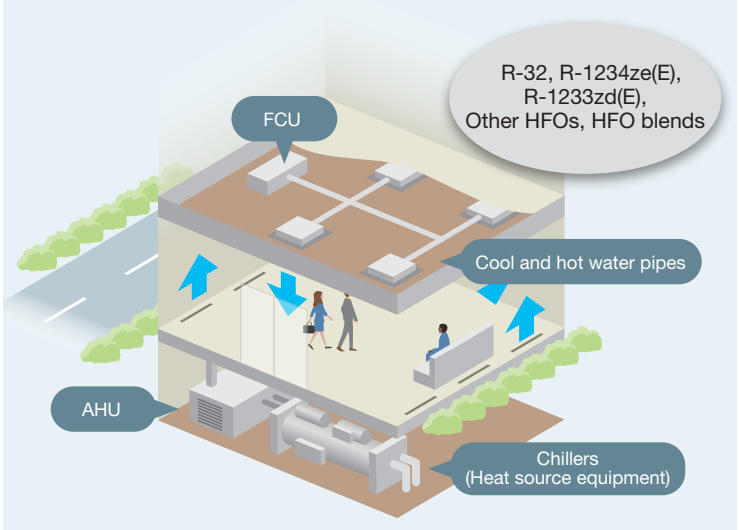 R-32, R-1234ze(E),
R-1233zd(E),
Other HFOs, HFO blends
FCU
Cool and hot water pipes
AHU
Chillers
(Heat source equipment)